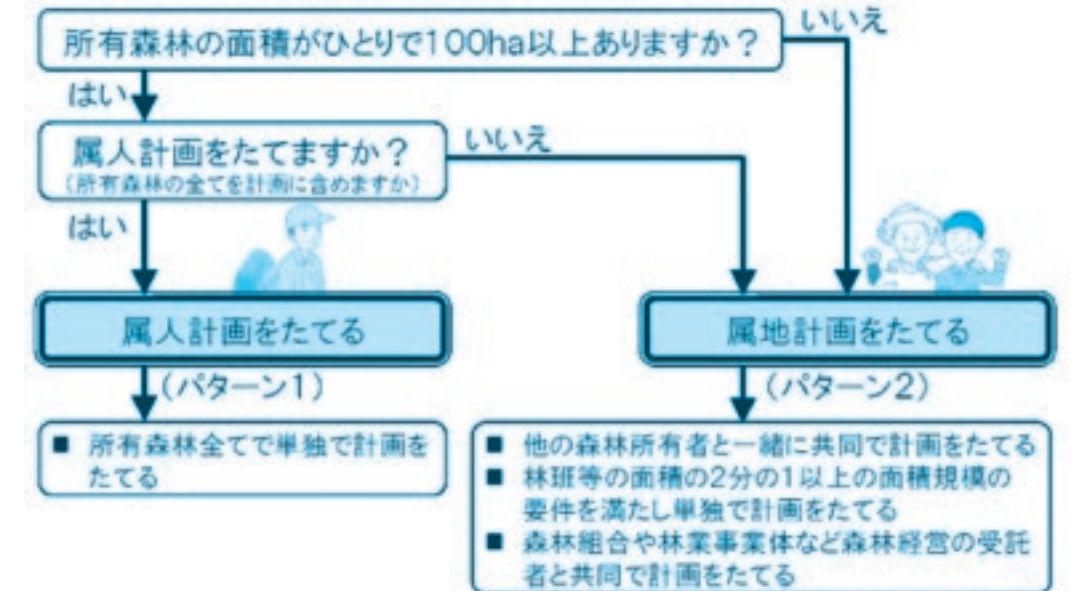 所有森林の面積がひとりで100ha以上ありますか？
いいえ
はい
属人計画をたてますか？
(所有森林の全てを計画に含めますか)
いいえ
はい
属人計画をたてる
属地計画をたてる
(パターン1)
(パターン2)
■ 所有森林全てで単独で計画を
たてる
■ 他の森林所有者と一緒に共同で計画をたてる
■ 林班等の面積の2分の1以上の面積規模の
要件を満たし単独で計画をたてる
■ 森林組合や林業事業体など森林経営の受託
者と共同で計画をたてる